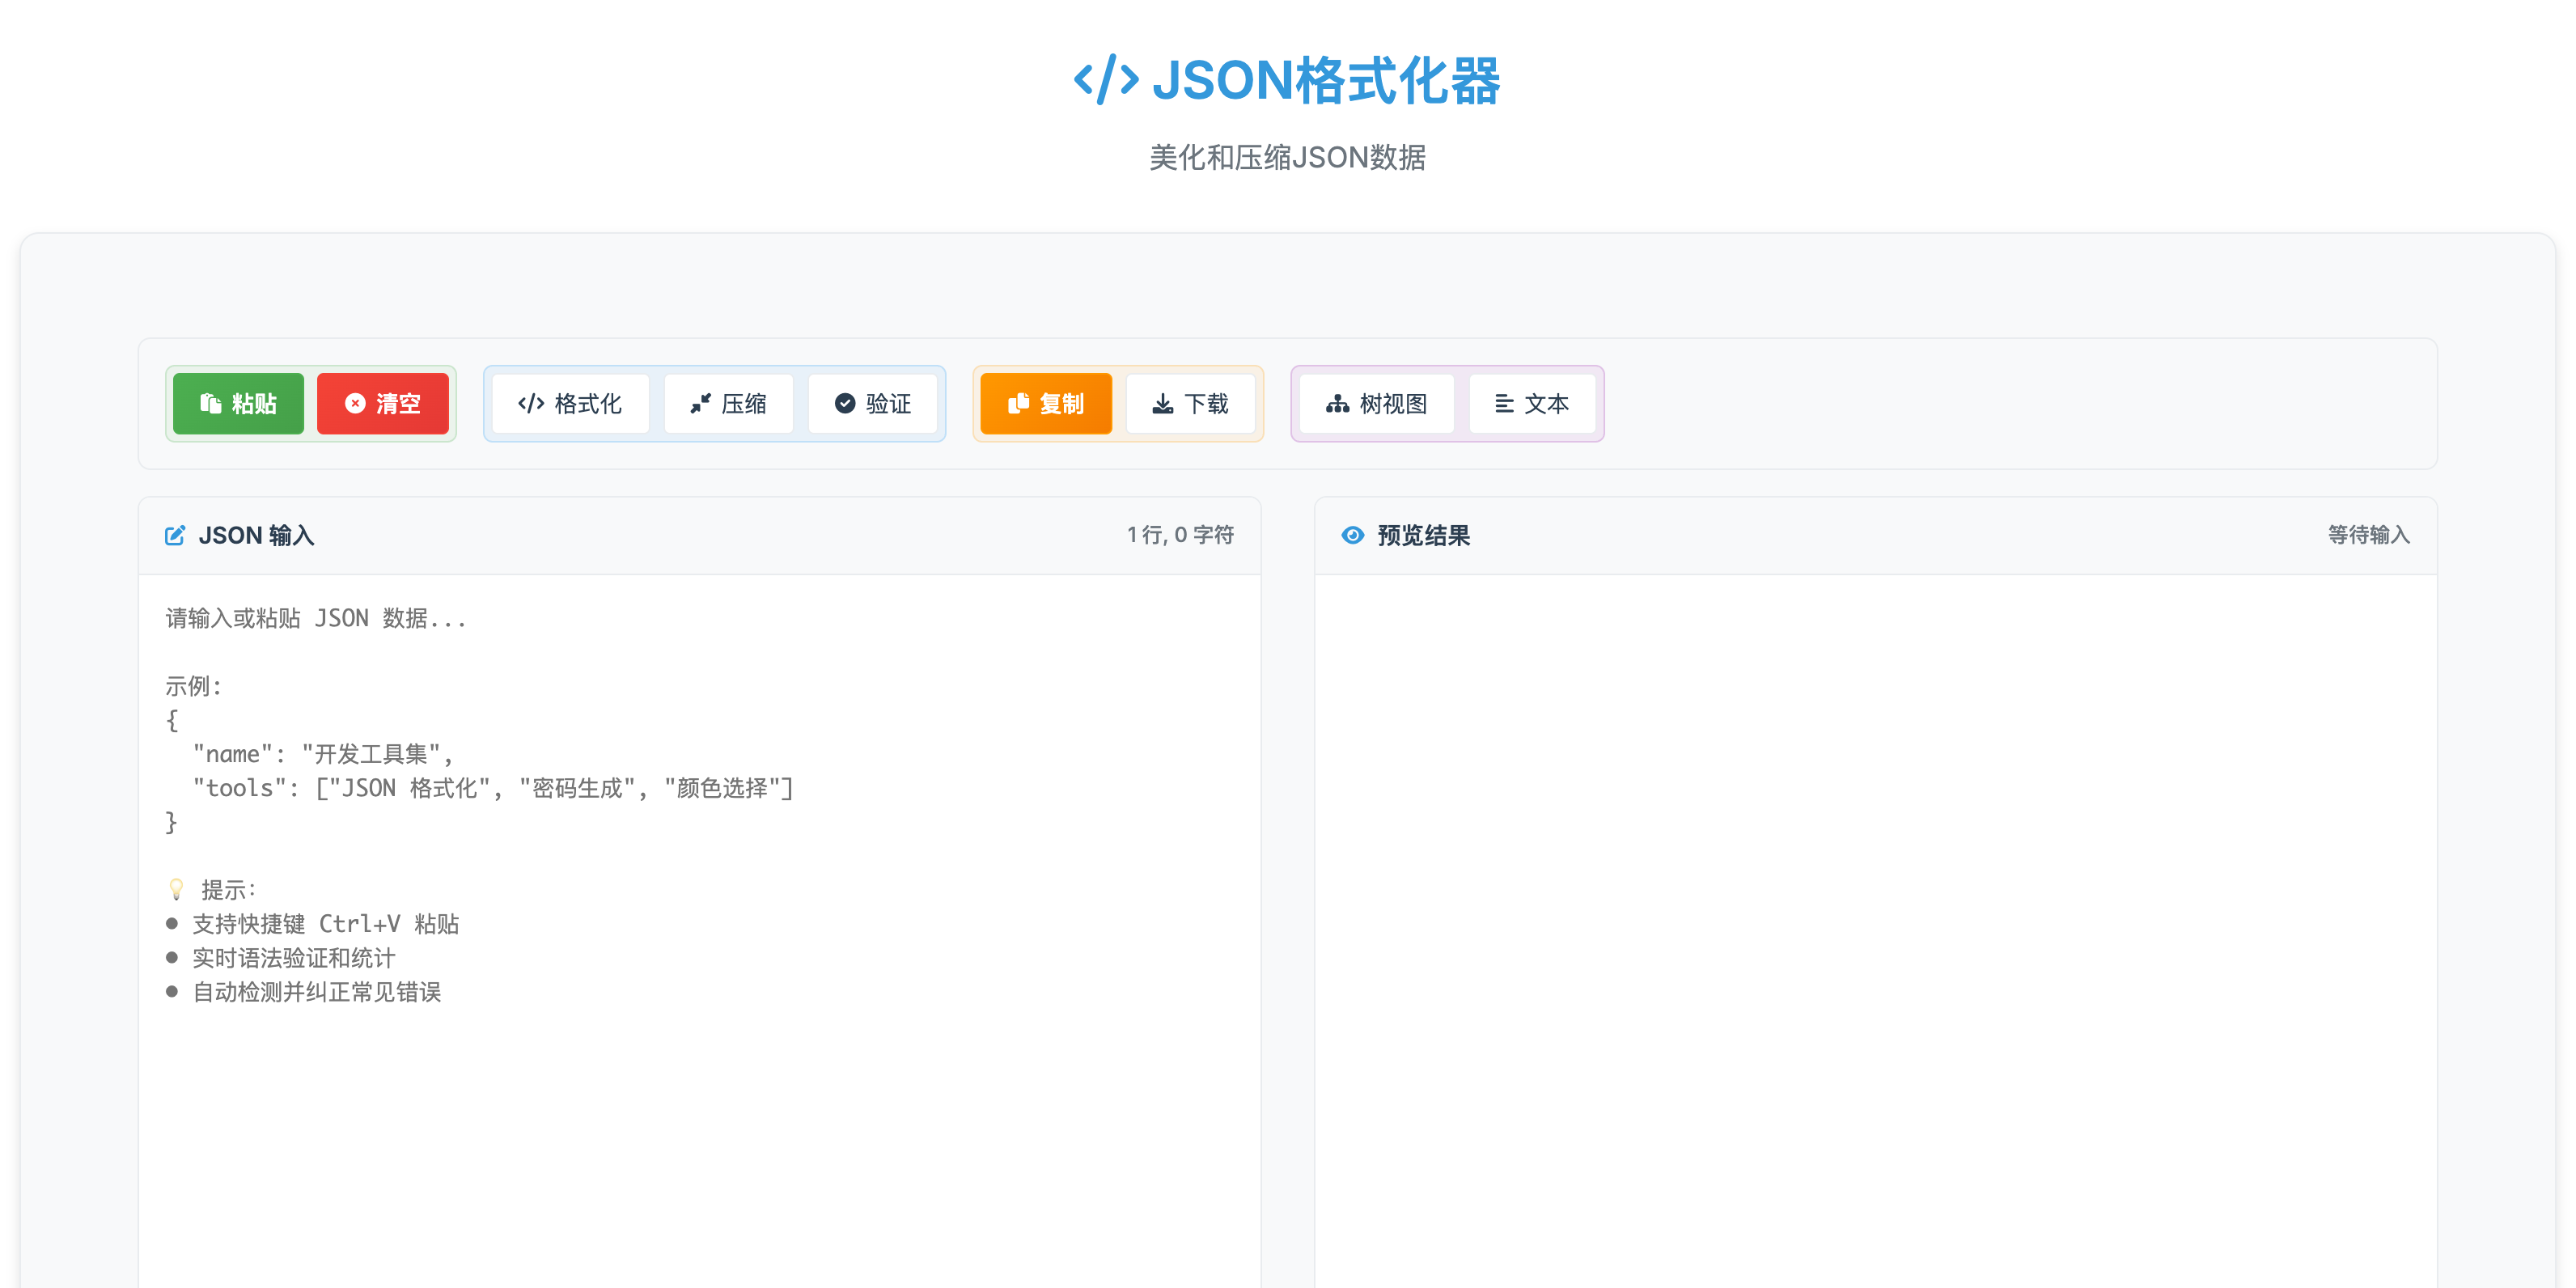 JSON格式化器
美化和压缩JSON数据
粘贴 清空 格式化 压缩 验证 复制 下载 树视图 文本
JSON 输入 1 行, 0 字符
请输入或粘贴 JSON 数据...
示例:
{
  "name": "开发工具集",
  "tools": ["JSON 格式化", "密码生成", "颜色选择"]
}
💡 提示:
● 支持快捷键 Ctrl+V 粘贴
● 实时语法验证和统计
● 自动检测并纠正常见错误
预览结果 等待输入